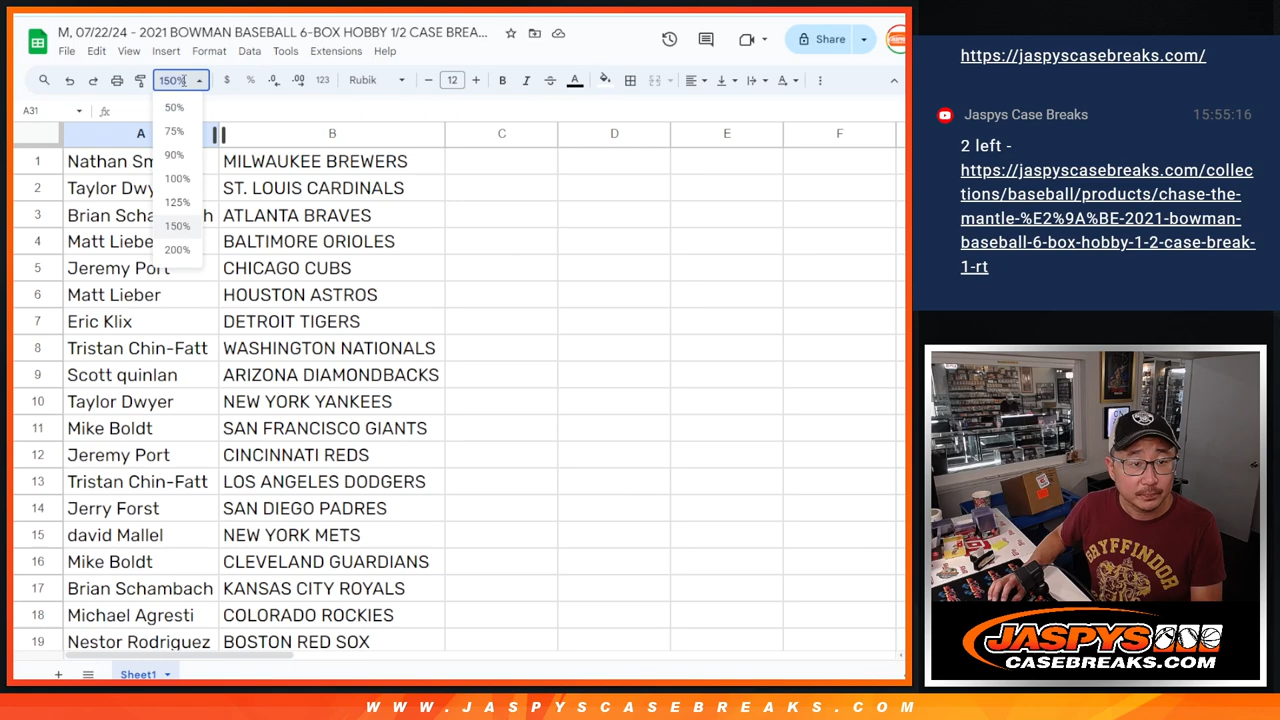 M, 07/22/24 - 2021 BOWMAN BASEBALL 6-BOX HOBBY 1/2 CASE BREA...
File Edit View Insert Format Data Tools Extensions Help
Share
150% $ % .0 .00 123 Rubik 12 B I A
A31 fx
50%
75%
90%
100%
125%
150%
200%
A B C D E F
1 Nathan Sm MILWAUKEE BREWERS
2 Taylor Dwy ST. LOUIS CARDINALS
3 Brian Scha h ATLANTA BRAVES
4 Matt Liebe BALTIMORE ORIOLES
5 Jeremy Port CHICAGO CUBS
6 Matt Lieber HOUSTON ASTROS
7 Eric Klix DETROIT TIGERS
8 Tristan Chin-Fatt WASHINGTON NATIONALS
9 Scott quinlan ARIZONA DIAMONDBACKS
10 Taylor Dwyer NEW YORK YANKEES
11 Mike Boldt SAN FRANCISCO GIANTS
12 Jeremy Port CINCINNATI REDS
13 Tristan Chin-Fatt LOS ANGELES DODGERS
14 Jerry Forst SAN DIEGO PADRES
15 david Mallel NEW YORK METS
16 Mike Boldt CLEVELAND GUARDIANS
17 Brian Schambach KANSAS CITY ROYALS
18 Michael Agresti COLORADO ROCKIES
19 Nestor Rodriguez BOSTON RED SOX
Sheet1
https://jaspyscasebreaks.com/
Jaspys Case Breaks 15:55:16
2 left -
https://jaspyscasebreaks.com/collec
tions/baseball/products/chase-the-
mantle-%E2%9A%BE-2021-bowman-
baseball-6-box-hobby-1-2-case-break-
1-rt
GRYFFINDOR
JASPYS
CASEBREAKS.COM
WWW.JASPYSCASEBREAKS.COM